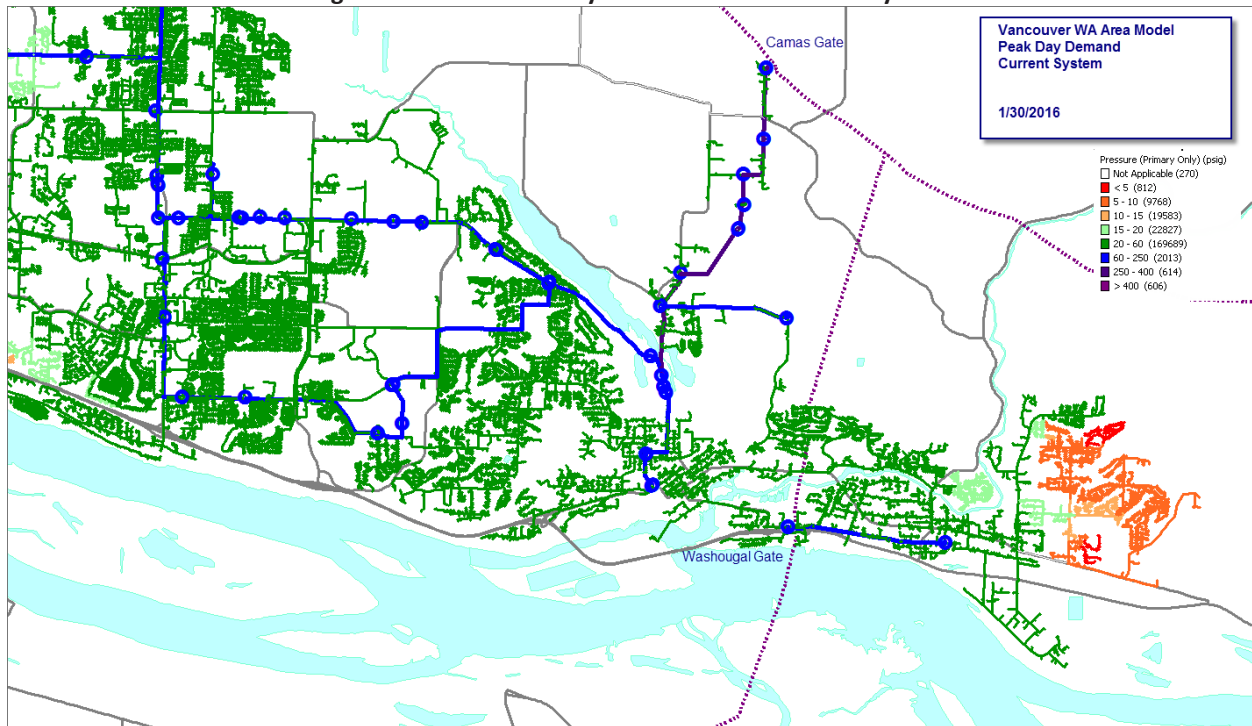 Camas Gate
Vancouver WA Area Model
Peak Day Demand
Current System
1/30/2016
Pressure (Primary Only) (psig)
Not Applicable (270)
< 5 (812)
5 - 10 (9768)
10 - 15 (19583)
15 - 20 (22827)
20 - 60 (169689)
60 - 250 (2013)
250 - 400 (614)
> 400 (606)
Washougal Gate